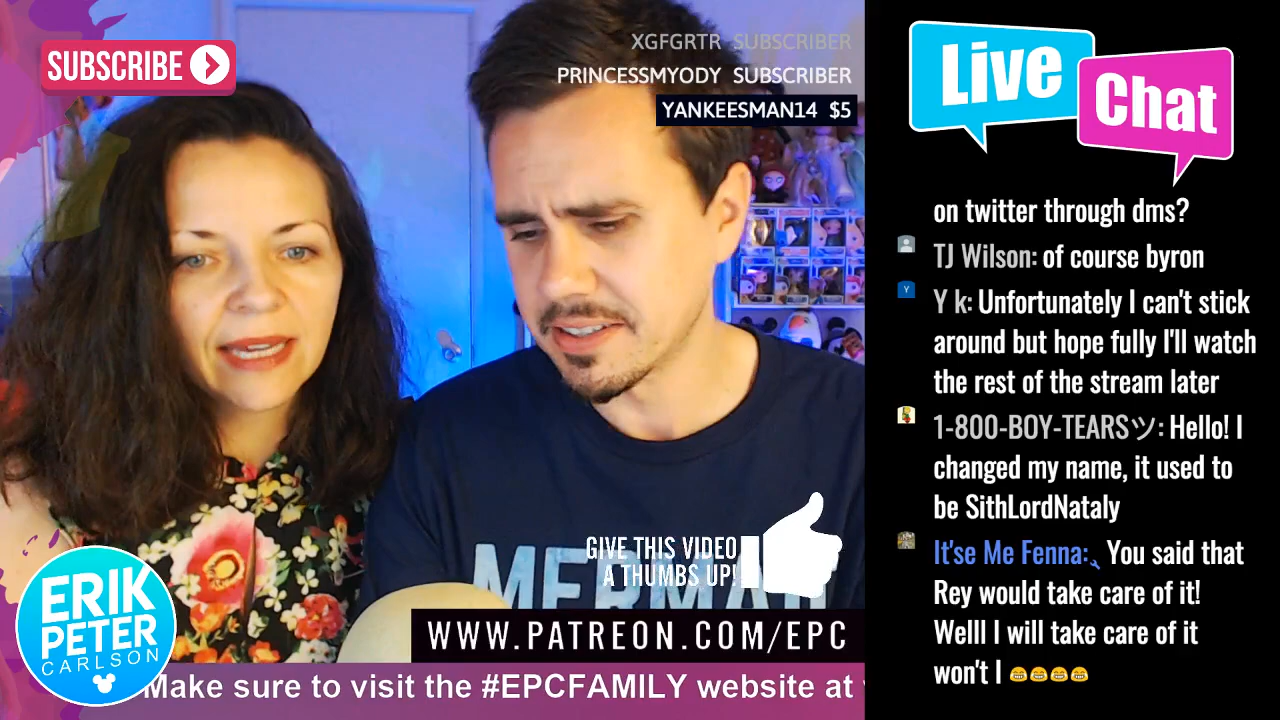 SUBSCRIBE
XGFGRTR SUBSCRIBER
PRINCESSMYODY SUBSCRIBER
YANKEESMAN14 $5
GIVE THIS VIDEO
A THUMBS UP!
MERMAID
WWW.PATREON.COM/EPC
ERIK
PETER
CARLSON
Make sure to visit the #EPCFAMILY website at
Live
Chat
on twitter through dms?
TJ Wilson: of course byron
Y
Y k: Unfortunately I can't stick
around but hope fully I'll watch
the rest of the stream later
1-800-BOY-TEARSツ: Hello! I
changed my name, it used to
be SithLordNataly
It'se Me Fenna: You said that
Rey would take care of it!
Welll I will take care of it
won't I 😂😂😂😂